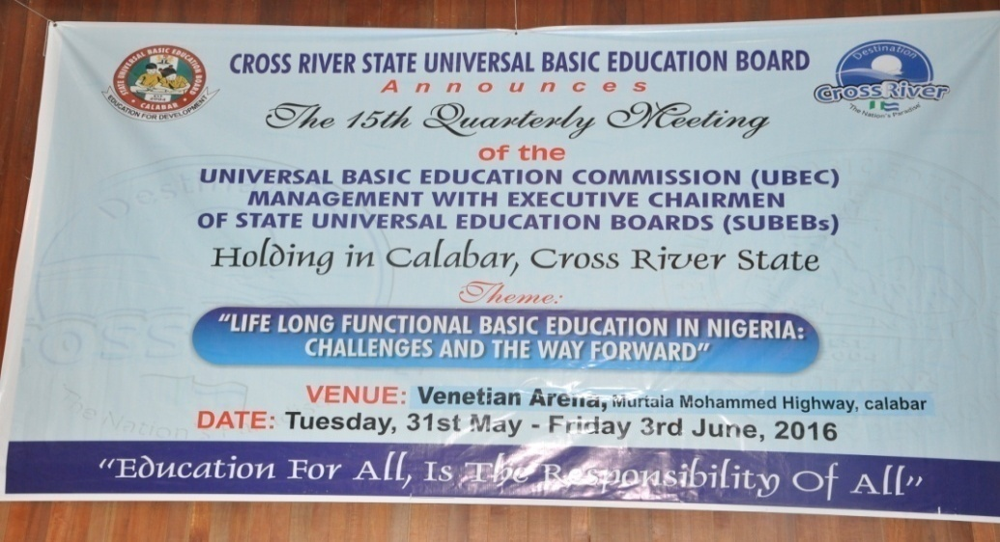 STATE UNIVERSAL BASIC EDUCATION BOARD
CALABAR
EDUCATION FOR DEVELOPMENT
CROSS RIVER STATE UNIVERSAL BASIC EDUCATION BOARD
Announces
The 15th Quarterly Meeting
of the
UNIVERSAL BASIC EDUCATION COMMISSION (UBEC)
MANAGEMENT WITH EXECUTIVE CHAIRMEN
OF STATE UNIVERSAL EDUCATION BOARDS (SUBEBs)
Holding in Calabar, Cross River State
Theme:
"LIFE LONG FUNCTIONAL BASIC EDUCATION IN NIGERIA:
CHALLENGES AND THE WAY FORWARD"
VENUE: Venetian Arena, Murtala Mohammed Highway, calabar
DATE: Tuesday, 31st May - Friday 3rd June, 2016
"Education For All, Is The Responsibility Of All"
Destination
CrossRiver
The Nation's Paradise